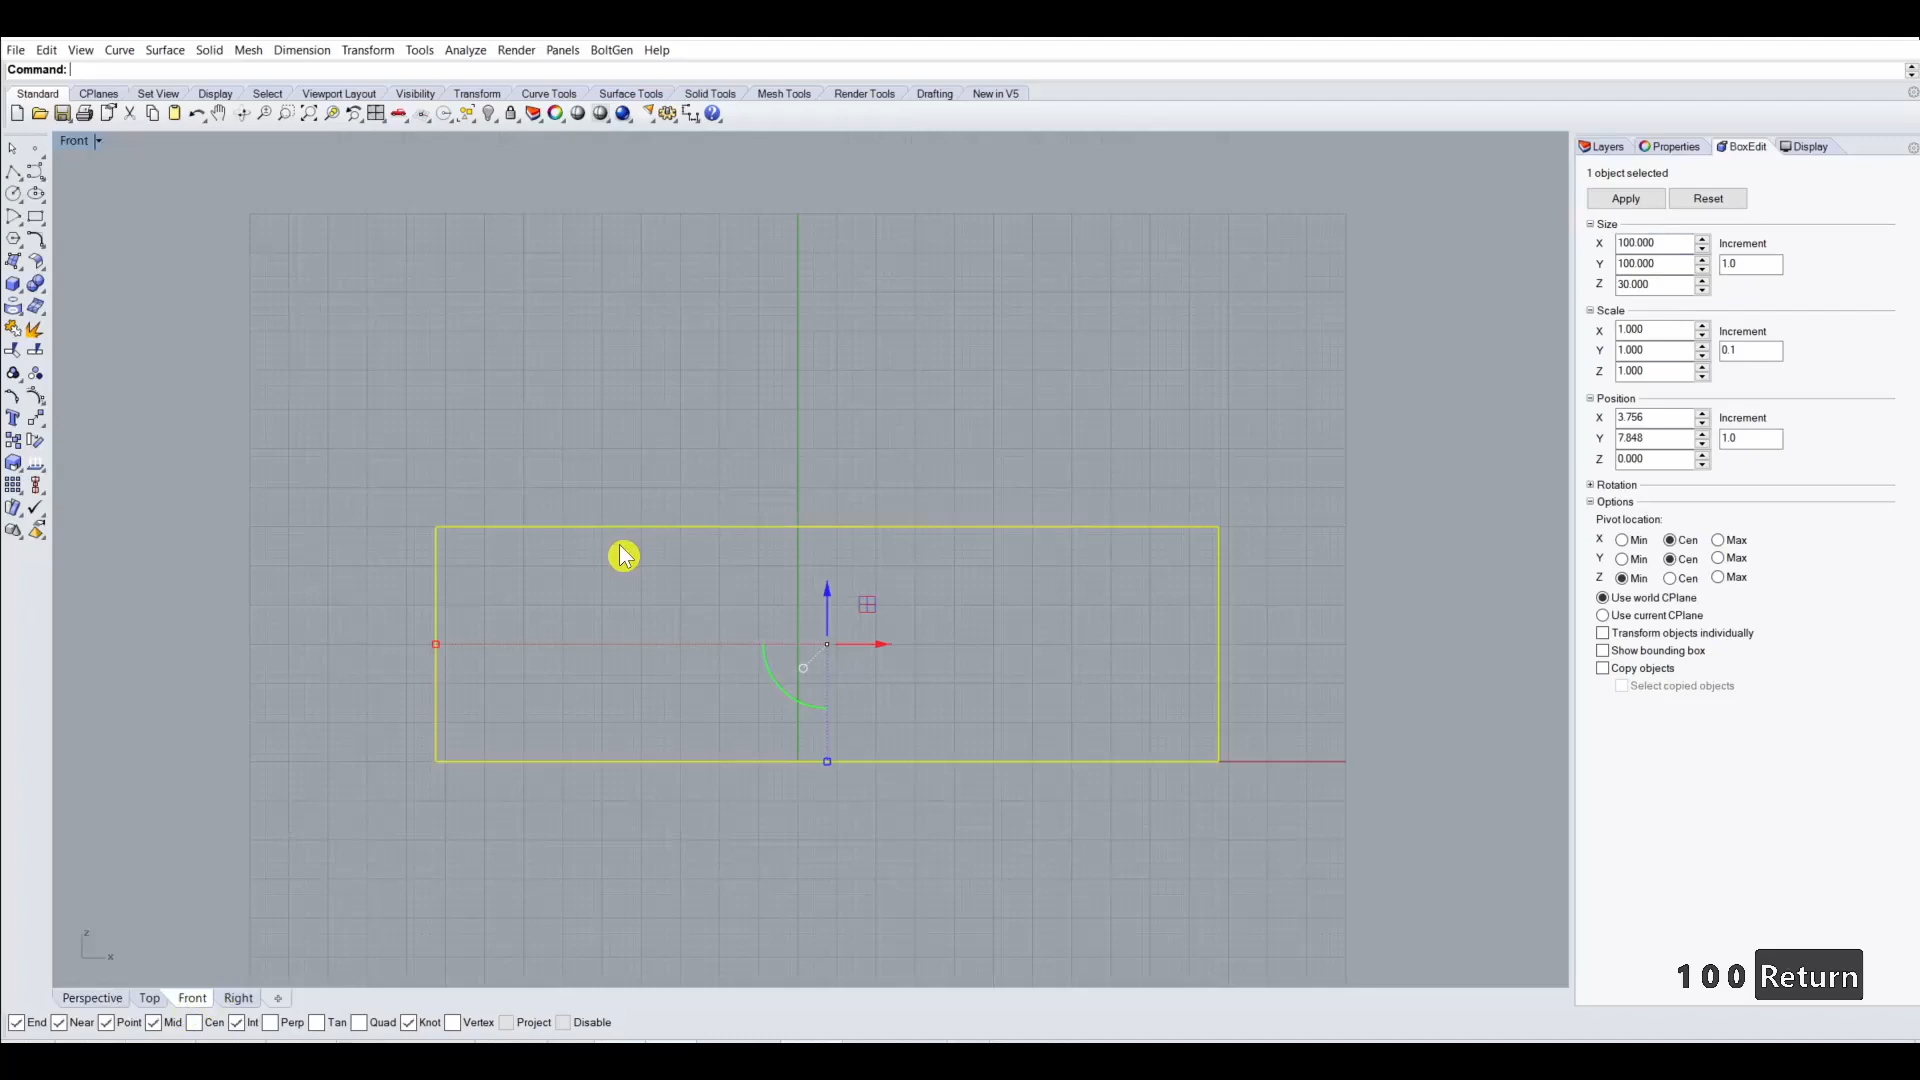 File Edit View Curve Surface Solid Mesh Dimension Transform Tools Analyze Render Panels BoltGen Help
Command:
Standard CPlanes Set View Display Select Viewport Layout Visibility Transform Curve Tools Surface Tools Solid Tools Mesh Tools Render Tools Drafting New in V5
Front
Layers Properties BoxEdit Display
1 object selected
Apply Reset
Size
X 100.000 Increment
Y 100.000 1.0
Z 30.000
Scale
X 1.000 Increment
Y 1.000 0.1
Z 1.000
Position
X 3.756 Increment
Y 7.848 1.0
Z 0.000
Rotation
Options
Pivot location:
X Min Cen Max
Y Min Cen Max
Z Min Cen Max
Use world CPlane
Use current CPlane
Transform objects individually
Show bounding box
Copy objects
Select copied objects
z
x
1 0 0 Return
Perspective Top Front Right
End Near Point Mid Cen Int Perp Tan Quad Knot Vertex Project Disable